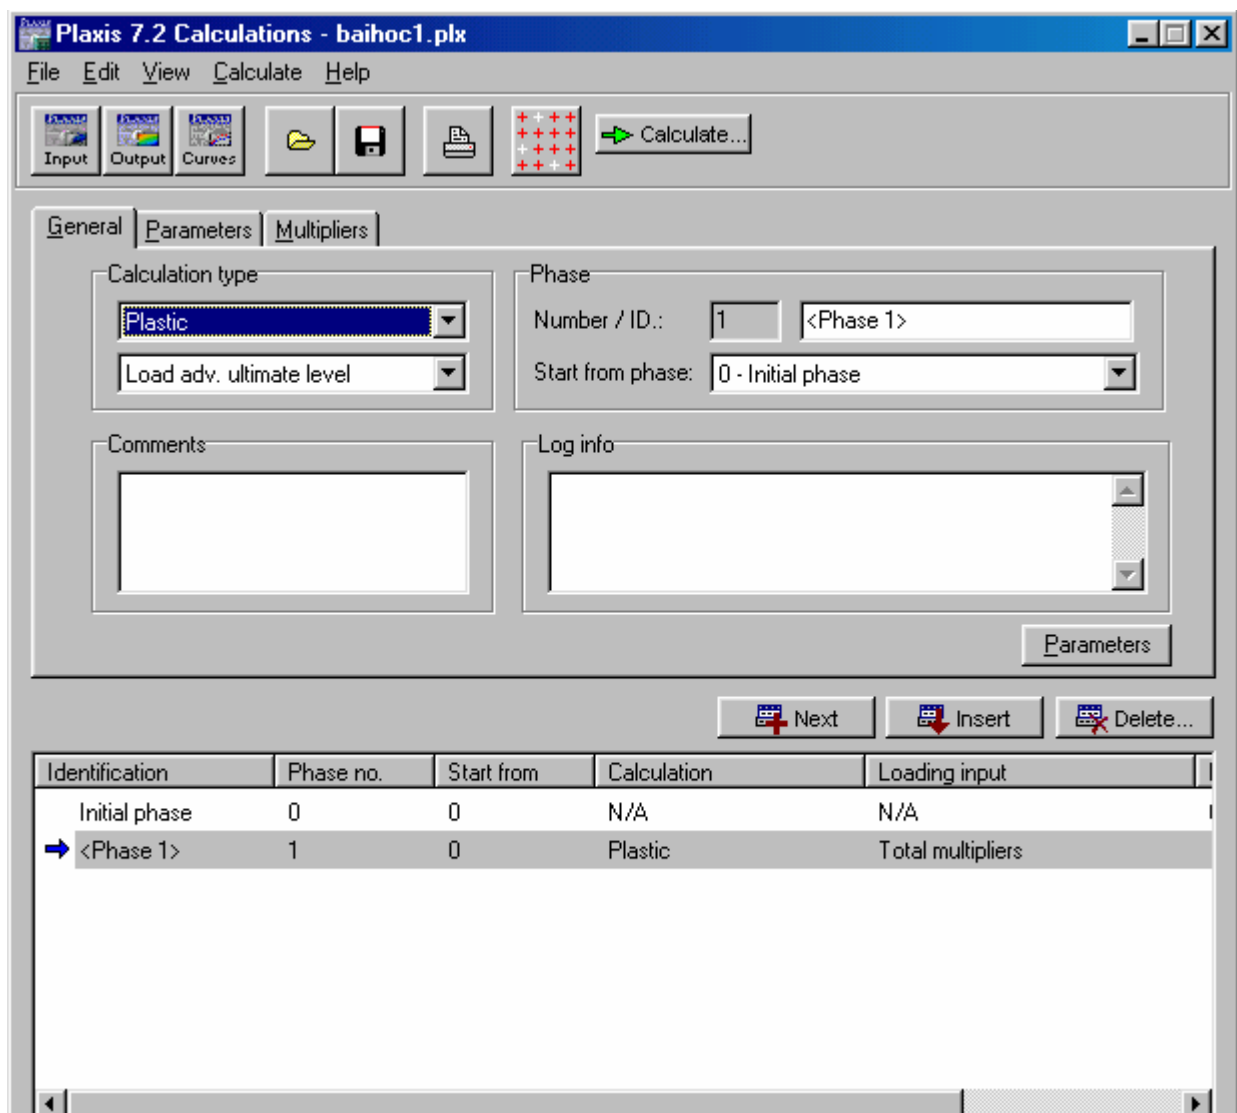 Plaxis 7.2 Calculations - baihoc1.plx
File Edit View Calculate Help
Input Output Curves Calculate...
General Parameters Multipliers
Calculation type
Plastic
Load adv. ultimate level
Phase
Number / ID.: 1 <Phase 1>
Start from phase: 0 - Initial phase
Comments
Log info
Parameters
Next Insert Delete...
Identification Phase no. Start from Calculation Loading input
Initial phase 0 0 N/A N/A
<Phase 1> 1 0 Plastic Total multipliers